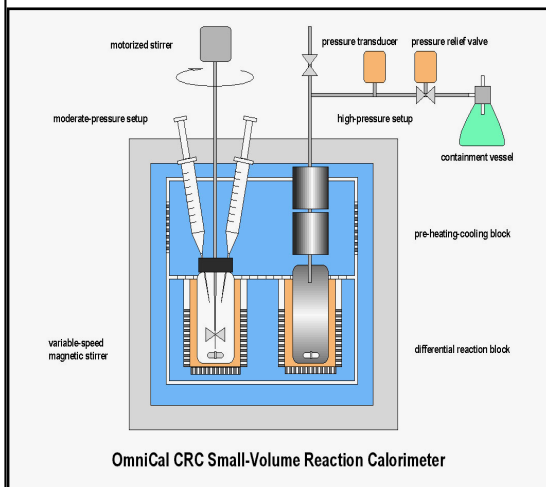 motorized stirrer
pressure transducer
pressure relief valve
moderate-pressure setup
high-pressure setup
containment vessel
pre-heating-cooling block
variable-speed
magnetic stirrer
differential reaction block
OmniCal CRC Small-Volume Reaction Calorimeter